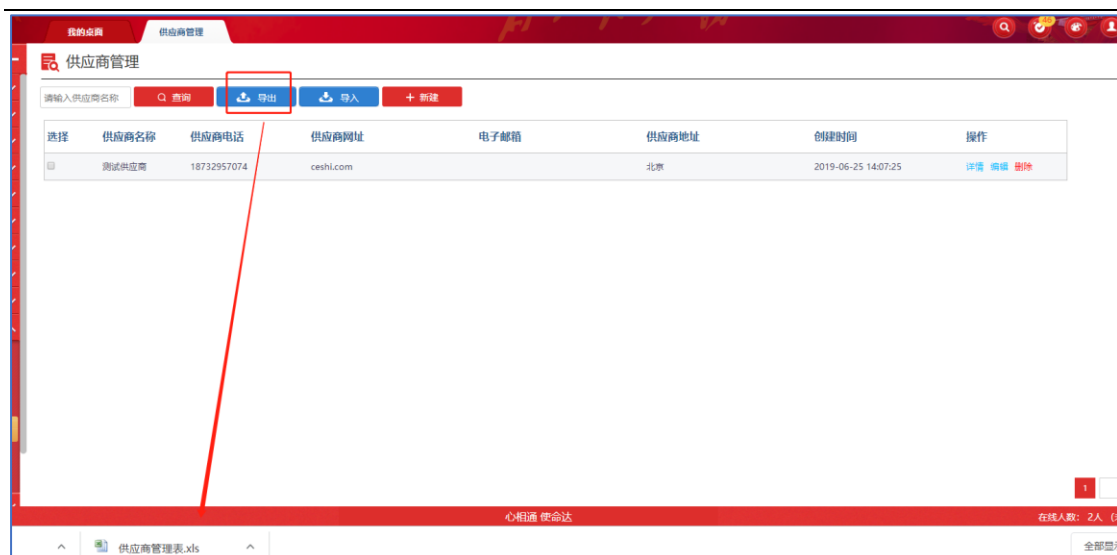 我的桌面 供应商管理 46
供应商管理
请输入供应商名称 查询 导出 导入 + 新建
选择 供应商名称 供应商电话 供应商网址 电子邮箱 供应商地址 创建时间 操作
测试供应商 18732957074 ceshi.com 北京 2019-06-25 14:07:25 详情 编辑 删除
1
心相通 使命达 在线人数: 2人
供应商管理表.xls 全部显示